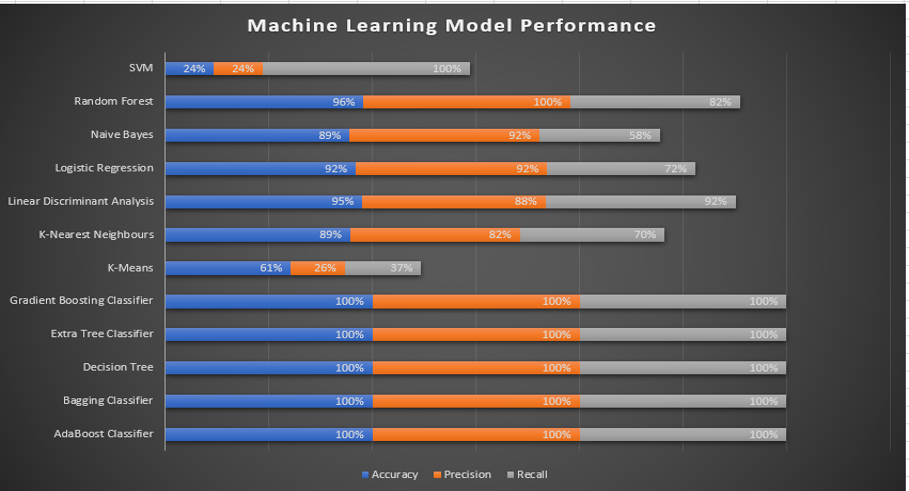 Machine Learning Model Performance
SVM 24% 24% 100%
Random Forest 96% 100% 82%
Naive Bayes 89% 92% 58%
Logistic Regression 92% 92% 72%
Linear Discriminant Analysis 95% 88% 92%
K-Nearest Neighbours 89% 82% 70%
K-Means 61% 26% 37%
Gradient Boosting Classifier 100% 100% 100%
Extra Tree Classifier 100% 100% 100%
Decision Tree 100% 100% 100%
Bagging Classifier 100% 100% 100%
AdaBoost Classifier 100% 100% 100%
Accuracy Precision Recall